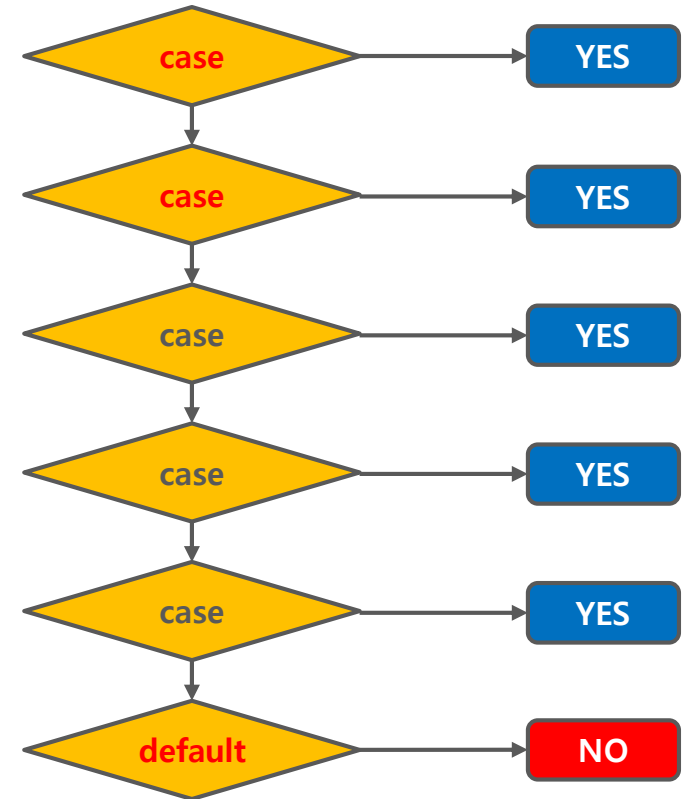 case
YES
case
YES
case
YES
case
YES
case
YES
default
NO